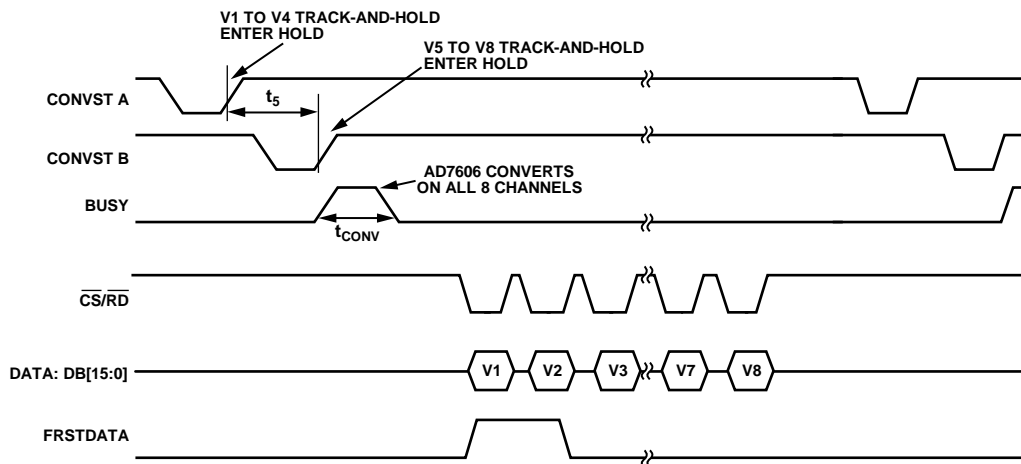 V1 TO V4 TRACK-AND-HOLD
ENTER HOLD
V5 TO V8 TRACK-AND-HOLD
ENTER HOLD
CONVST A
t5
CONVST B
AD7606 CONVERTS
ON ALL 8 CHANNELS
BUSY
tCONV
CS/RD
DATA: DB[15:0]
V1
V2
V3
V7
V8
FRSTDATA